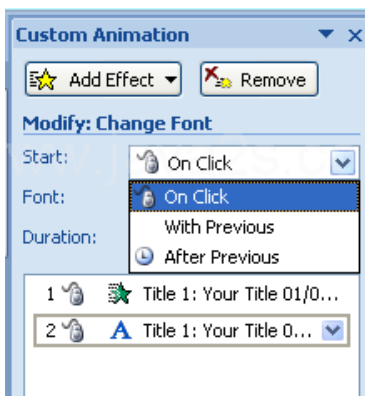 Custom Animation
Add Effect
Remove
Modify: Change Font
Start:
On Click
Font:
On Click
With Previous
Duration:
After Previous
1 Title 1: Your Title 01/0...
2 Title 1: Your Title 0...